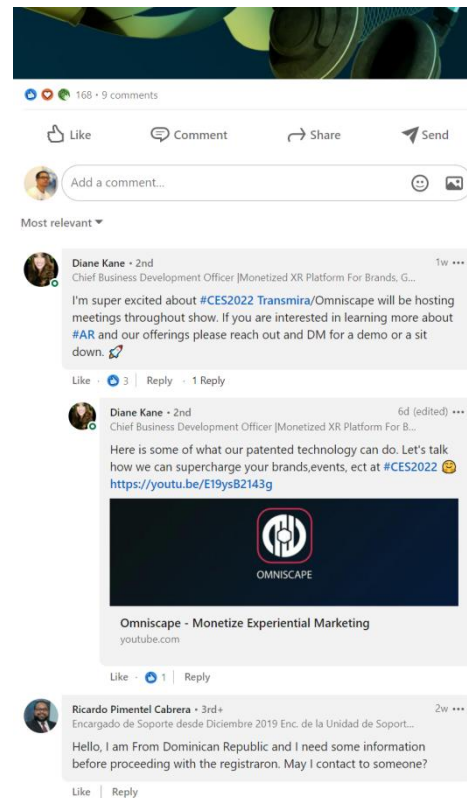 168 • 9 comments
Like Comment Share Send
Add a comment...
Most relevant
Diane Kane • 2nd 1w
Chief Business Development Officer |Monetized XR Platform For Brands, G...
I'm super excited about #CES2022 Transmira/Omniscape will be hosting
meetings throughout show. If you are interested in learning more about
#AR and our offerings please reach out and DM for a demo or a sit
down. 🚀
Like · 3 | Reply · 1 Reply
Diane Kane • 2nd 6d (edited)
Chief Business Development Officer |Monetized XR Platform For B...
Here is some of what our patented technology can do. Let's talk
how we can supercharge your brands,events, ect at #CES2022 🤗
https://youtu.be/E19ysB2143g
OMNISCAPE
Omniscape - Monetize Experiential Marketing
youtube.com
Like · 1 | Reply
Ricardo Pimentel Cabrera • 3rd+ 2w
Encargado de Soporte desde Diciembre 2019 Enc. de la Unidad de Soport...
Hello, I am From Dominican Republic and I need some information
before proceeding with the registraron. May I contact to someone?
Like | Reply